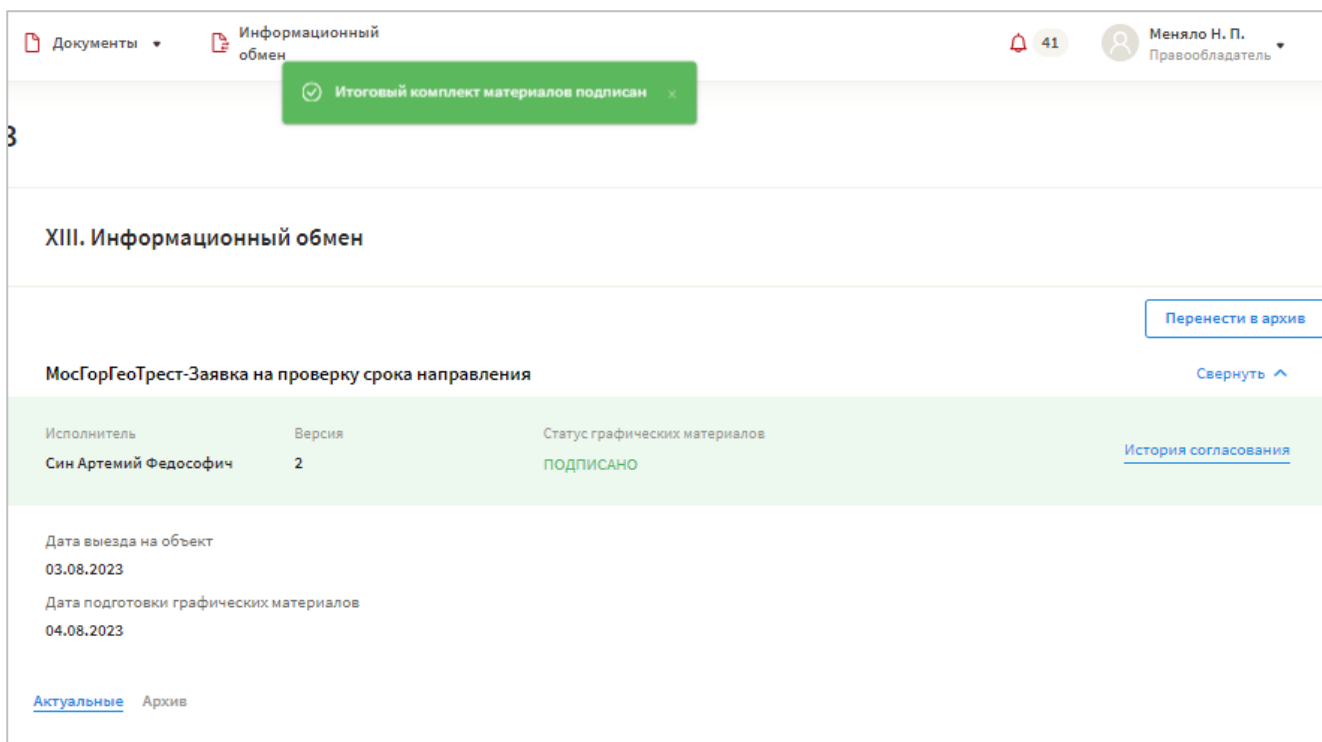 Документы
Информационный
обмен
41
Меняло Н. П.
Правообладатель
Итоговый комплект материалов подписан ×
XIII. Информационный обмен
Перенести в архив
МосГорГеоТрест-Заявка на проверку срока направления
Свернуть
Исполнитель Версия Статус графических материалов
Син Артемий Федософич 2 ПОДПИСАНО
История согласования
Дата выезда на объект
03.08.2023
Дата подготовки графических материалов
04.08.2023
Актуальные Архив